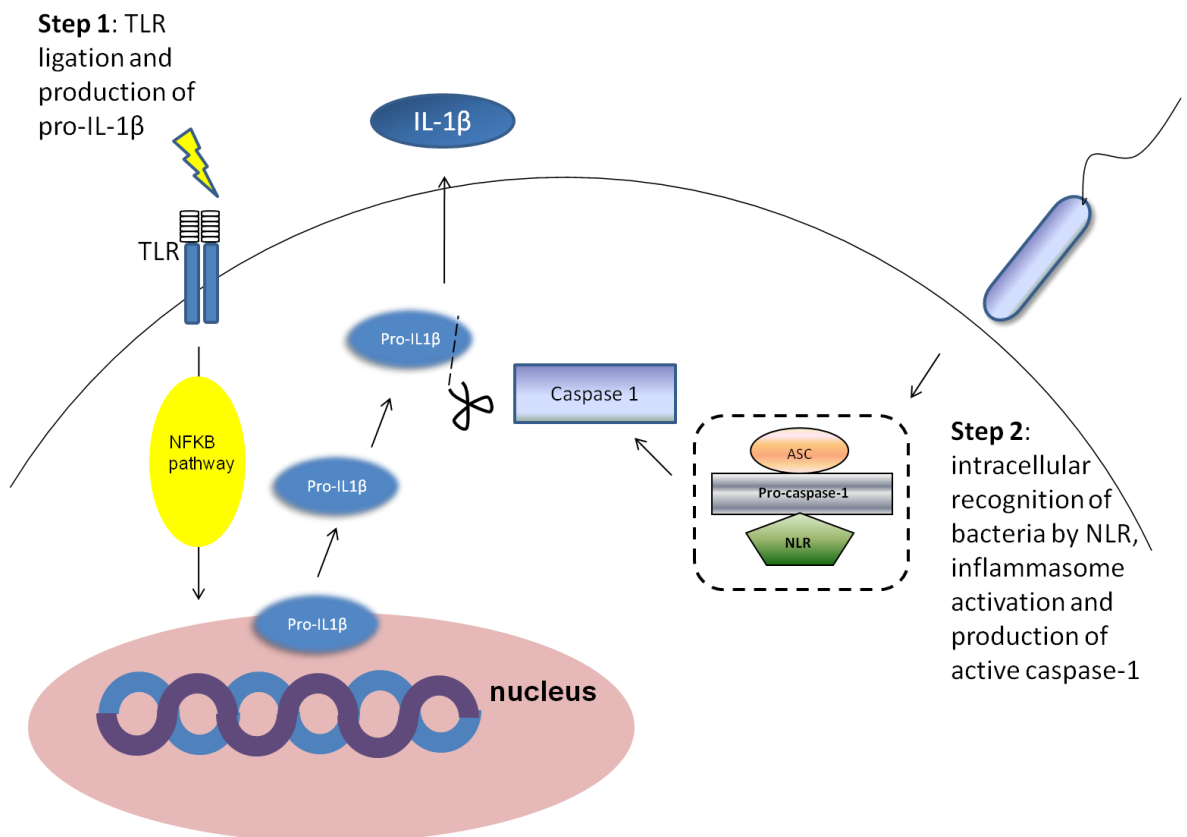 Step 1: TLR
ligation and
production of
pro-IL-1β
IL-1β
TLR
Pro-IL1β
Caspase 1
NFKB
pathway
Pro-IL1β
ASC
Pro-caspase-1
NLR
Step 2:
intracellular
recognition of
bacteria by NLR,
inflammasome
activation and
production of
active caspase-1
Pro-IL1β
nucleus